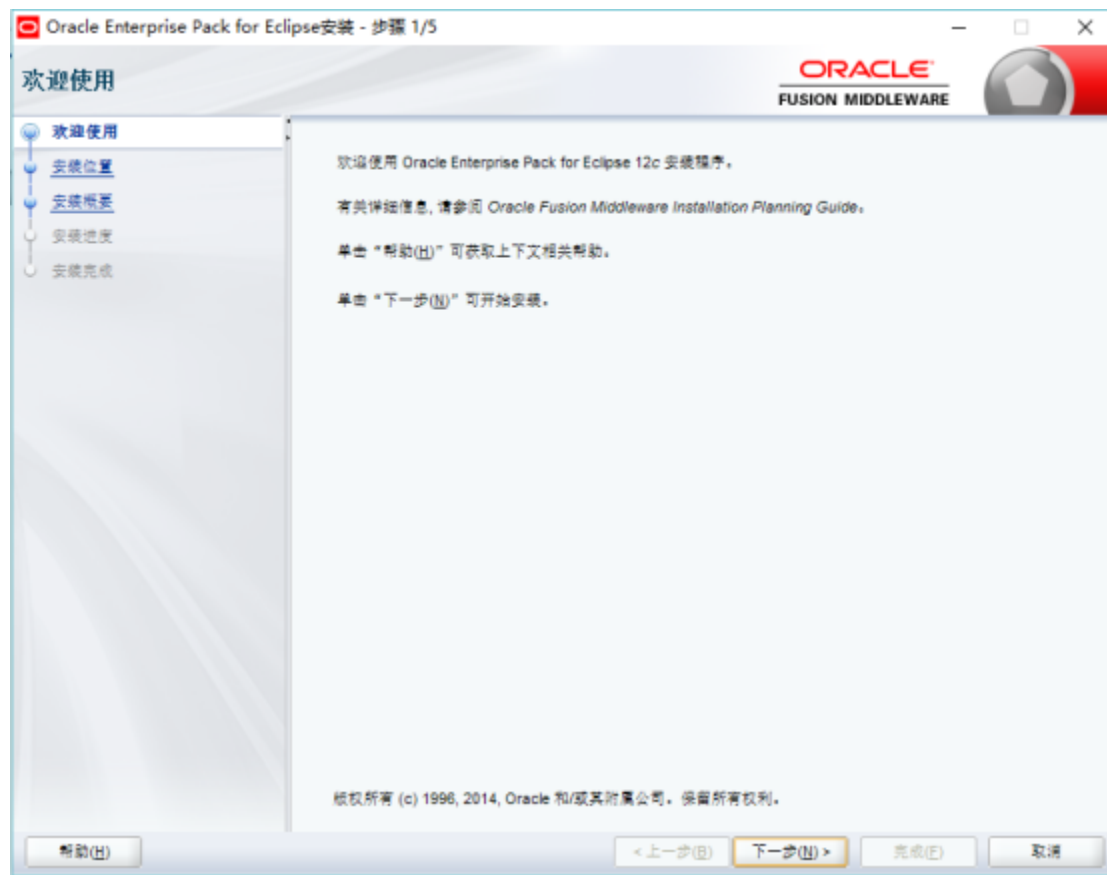 Oracle Enterprise Pack for Eclipse安装 - 步骤 1/5
欢迎使用
ORACLE
FUSION MIDDLEWARE
欢迎使用
安装位置
安装概要
安装进度
安装完成
欢迎使用 Oracle Enterprise Pack for Eclipse 12c 安装程序。
有关详细信息, 请参阅 Oracle Fusion Middleware Installation Planning Guide。
单击 "帮助(H)" 可获取上下文相关帮助。
单击 "下一步(N)" 可开始安装。
版权所有 (c) 1996, 2014, Oracle 和/或其附属公司。保留所有权利。
帮助(H)
< 上一步(B)
下一步(N) >
完成(F)
取消